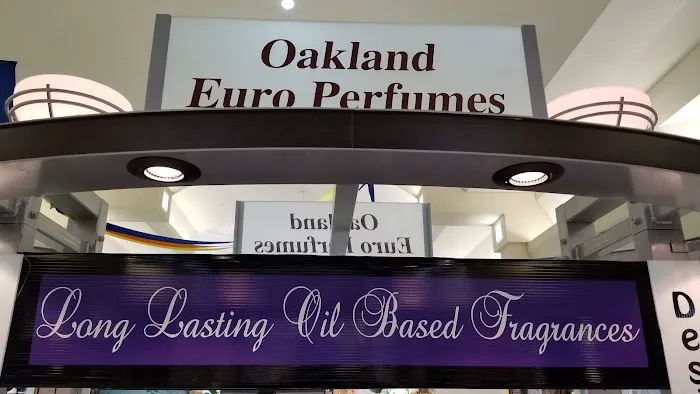 Oakland
Euro Perfumes
Oakland
Euro Perfumes
Long Lasting Oil Based Fragrances